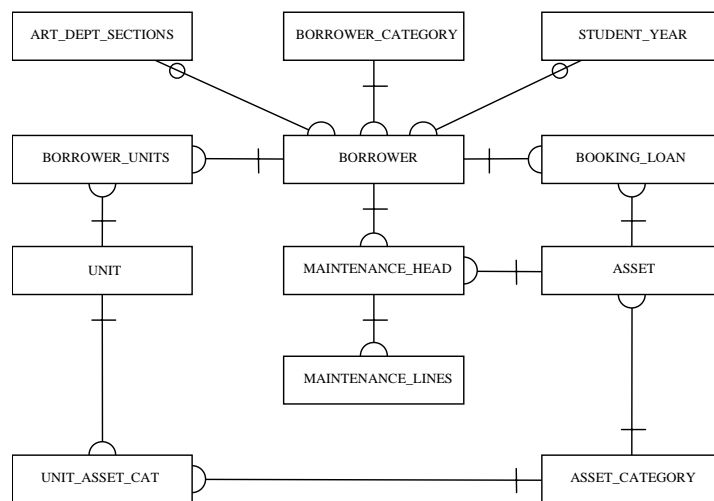 ART_DEPT_SECTIONS
BORROWER_CATEGORY
STUDENT_YEAR
BORROWER_UNITS
BORROWER
BOOKING_LOAN
UNIT
MAINTENANCE_HEAD
ASSET
MAINTENANCE_LINES
UNIT_ASSET_CAT
ASSET_CATEGORY